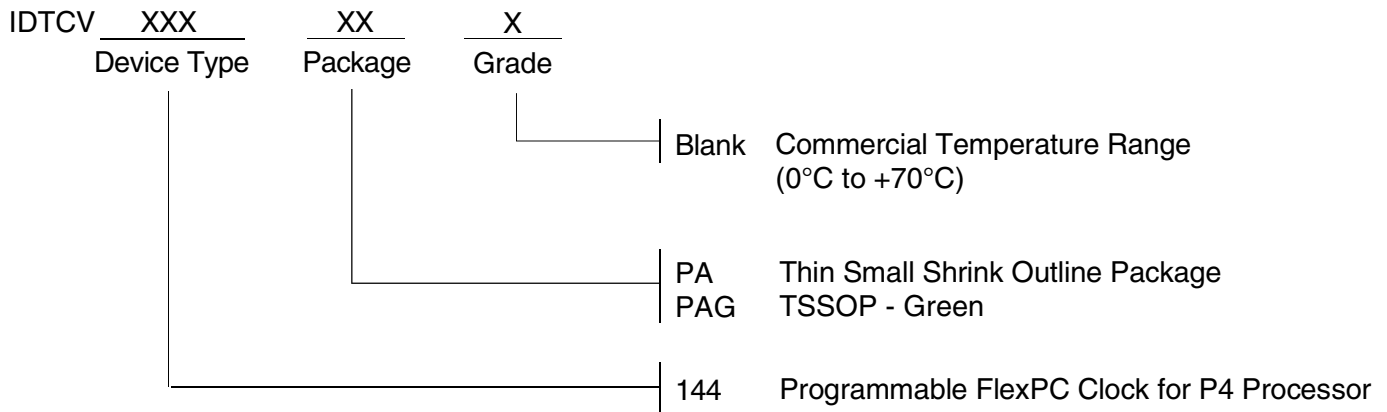 IDTCV XXX XX X
Device Type Package Grade
Blank Commercial Temperature Range
(0°C to +70°C)
PA Thin Small Shrink Outline Package
PAG TSSOP - Green
144 Programmable FlexPC Clock for P4 Processor